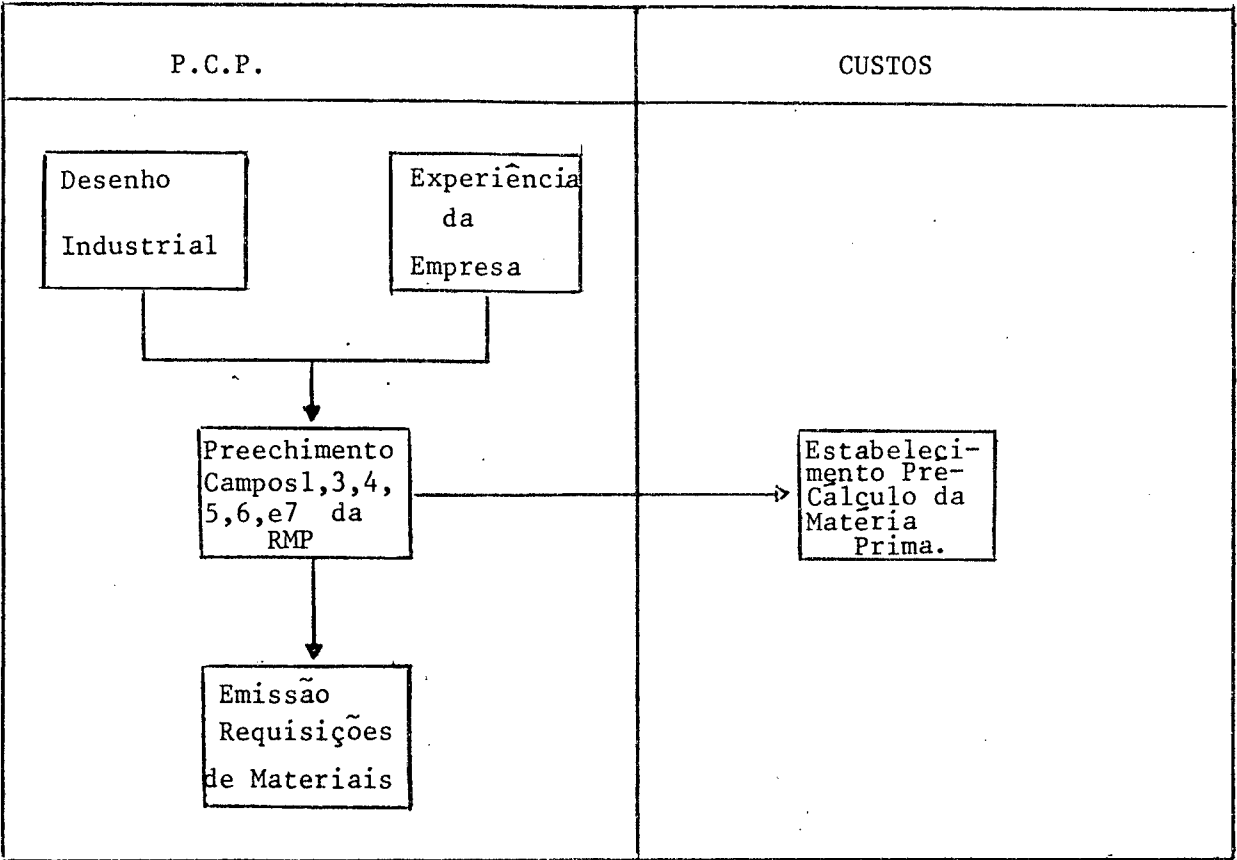 P.C.P.
CUSTOS
Desenho
Industrial
Experiência
da
Empresa
Preechimento
Campos1,3,4,
5,6,e7 da
RMP
Estabeleci-
mento Pré-
Cálculo da
Matéria
Prima.
Emissão
Requisições
de Materiais